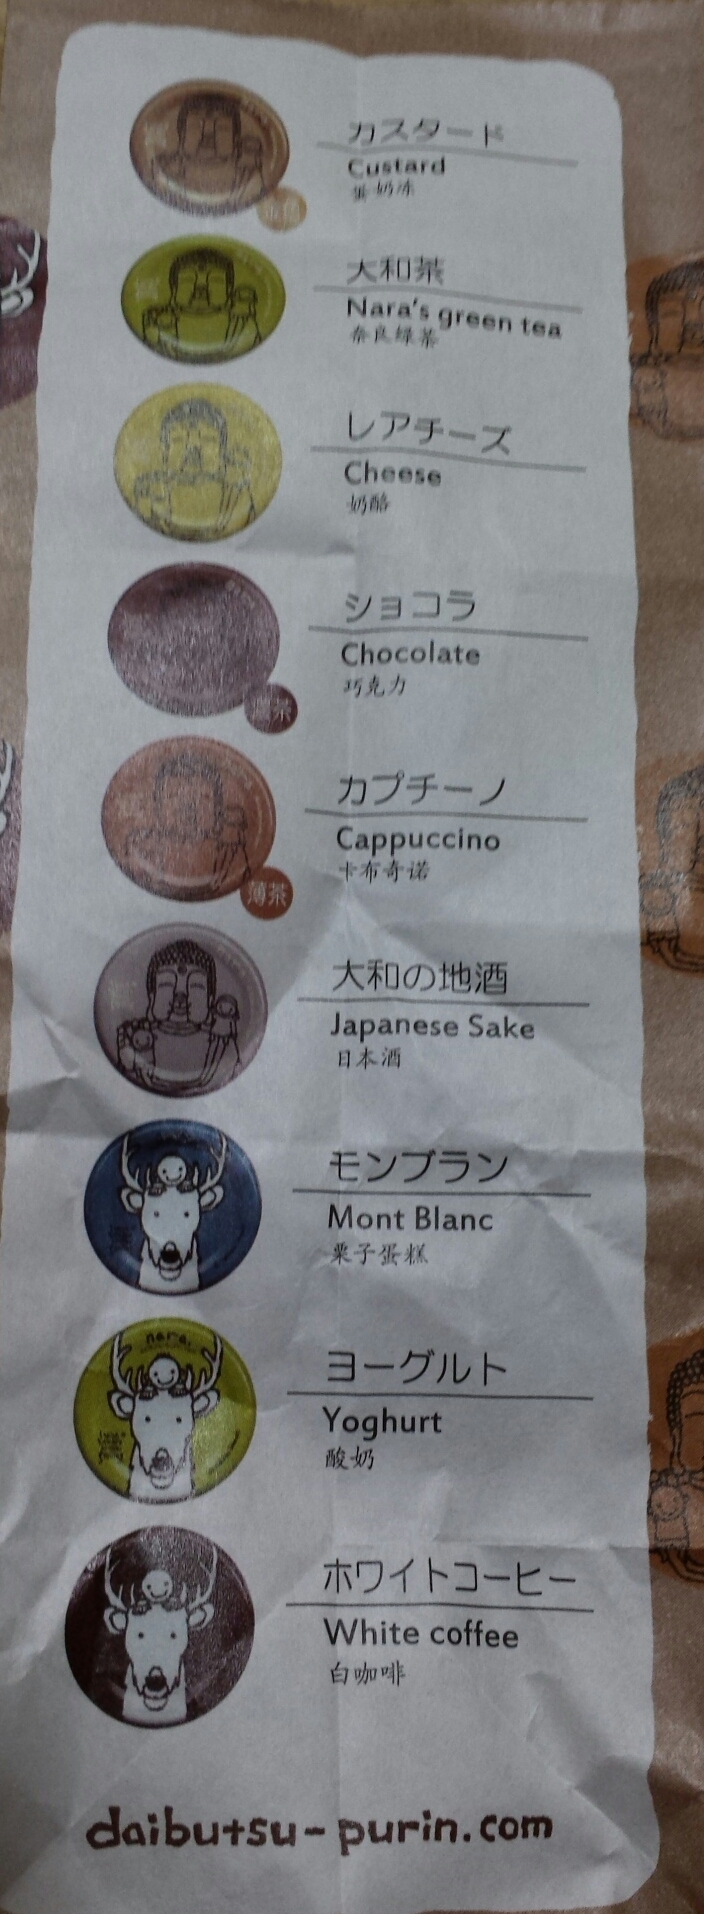 カスタード
Custard
蛋奶冻
大和茶
Nara's green tea
奈良绿茶
レアチーズ
Cheese
奶酪
ショコラ
Chocolate
巧克力
カプチーノ
Cappuccino
卡布奇诺
薄茶
大和の地酒
Japanese Sake
日本酒
モンブラン
Mont Blanc
栗子蛋糕
nara
ヨーグルト
Yoghurt
酸奶
ホワイトコーヒー
White coffee
白咖啡
daibutsu-purin.com